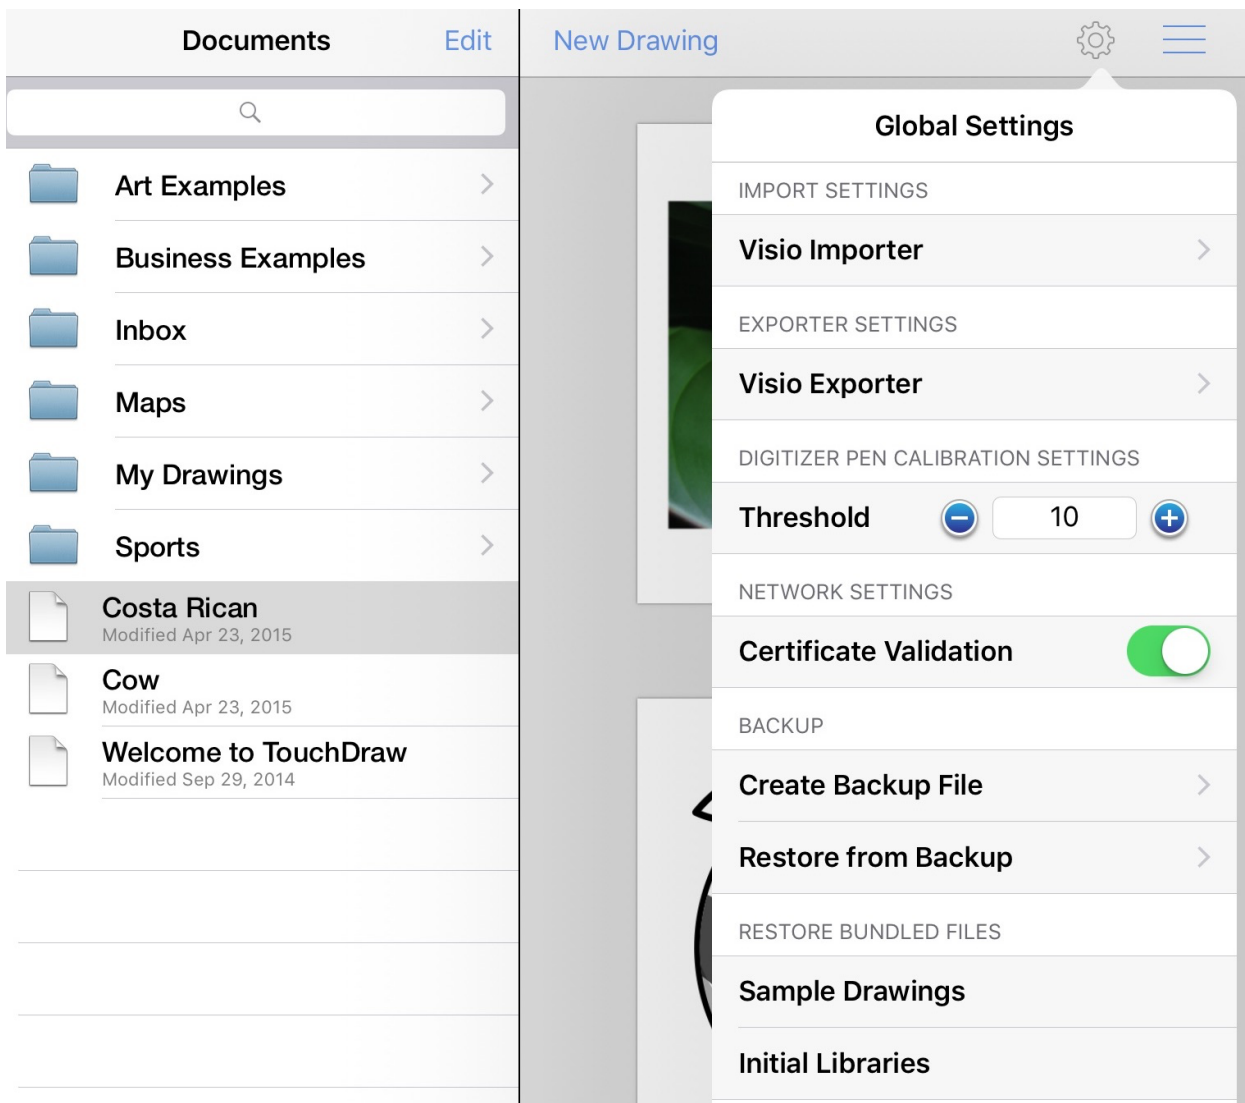 Documents
Edit
Art Examples
Business Examples
Inbox
Maps
My Drawings
Sports
Costa Rican
Modified Apr 23, 2015
Cow
Modified Apr 23, 2015
Welcome to TouchDraw
Modified Sep 29, 2014
New Drawing
Global Settings
IMPORT SETTINGS
Visio Importer
EXPORTER SETTINGS
Visio Exporter
DIGITIZER PEN CALIBRATION SETTINGS
Threshold 10
NETWORK SETTINGS
Certificate Validation
BACKUP
Create Backup File
Restore from Backup
RESTORE BUNDLED FILES
Sample Drawings
Initial Libraries